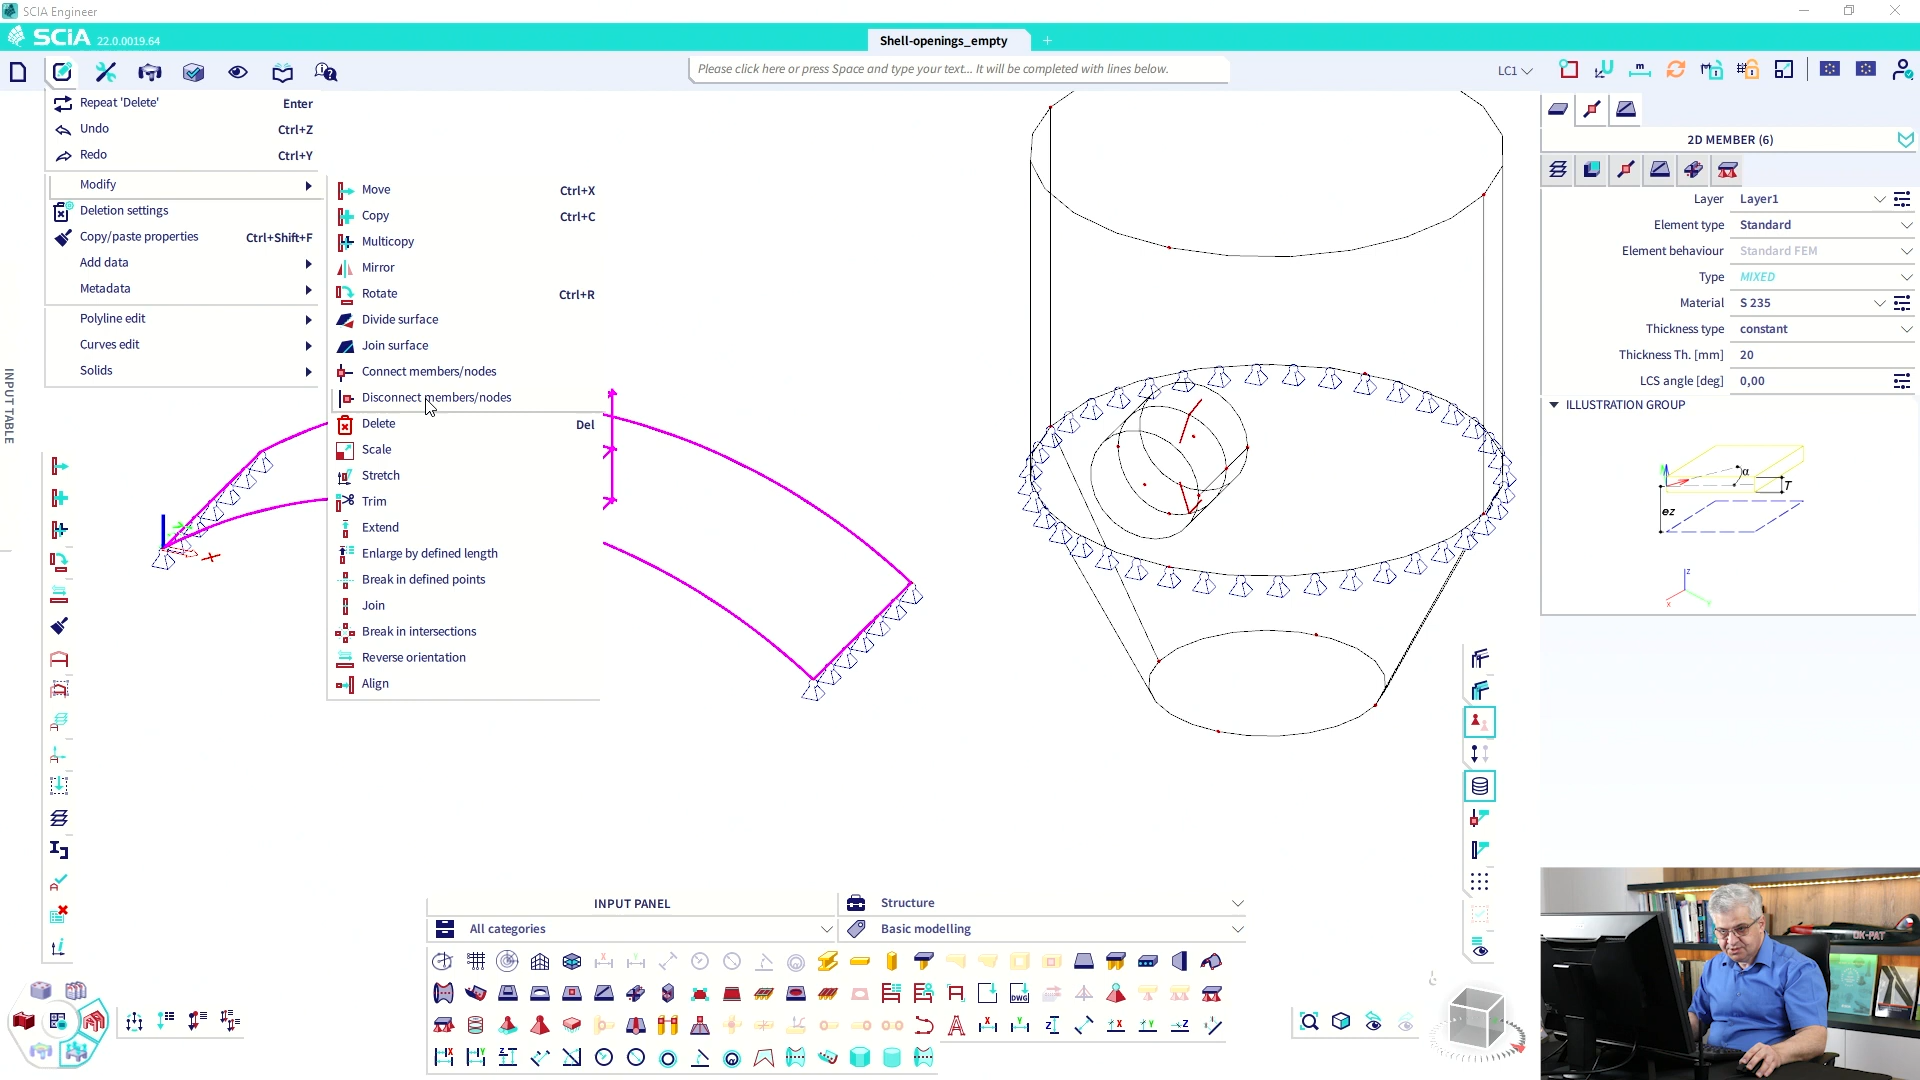 SCIA Engineer
SCiA 22.0.0019.64
Shell-openings_empty
Please click here or press Space and type your text... It will be completed with lines below.
LC1
Repeat 'Delete' Enter
Undo Ctrl+Z
Redo Ctrl+Y
Modify
Deletion settings
Copy/paste properties Ctrl+Shift+F
Add data
Metadata
Polyline edit
Curves edit
Solids
Move Ctrl+X
Copy Ctrl+C
Multicopy
Mirror
Rotate Ctrl+R
Divide surface
Join surface
Connect members/nodes
Disconnect members/nodes
Delete Del
Scale
Stretch
Trim
Extend
Enlarge by defined length
Break in defined points
Join
Break in intersections
Reverse orientation
Align
INPUT TABLE
2D MEMBER (6)
Layer Layer1
Element type Standard
Element behaviour Standard FEM
Type MIXED
Material S 235
Thickness type constant
Thickness Th. [mm] 20
LCS angle [deg] 0,00
ILLUSTRATION GROUP
α
T
ez
z
x
INPUT PANEL
Structure
All categories
Basic modelling
DWG
OK-PAT